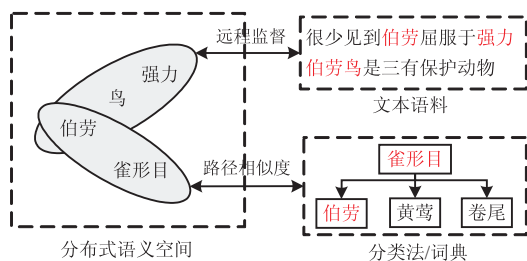 强力
鸟
伯劳
雀形目
分布式语义空间
远程监督
路径相似度
很少见到伯劳屈服于强力
伯劳鸟是三有保护动物
文本语料
雀形目
伯劳 黄莺 卷尾
分类法/词典